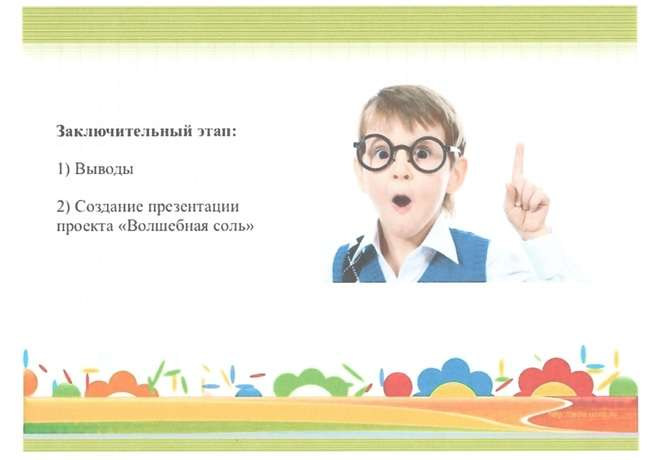 Заключительный этап:
1) Выводы
2) Создание презентации
проекта «Волшебная соль»